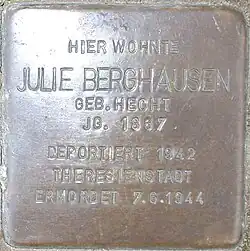 HIER WOHNTE
JULIE BERGHAUSEN
GEB. HECHT
JG. 1867
DEPORTIERT 1942
THERESIENSTADT
ERMORDET 7.6.1944